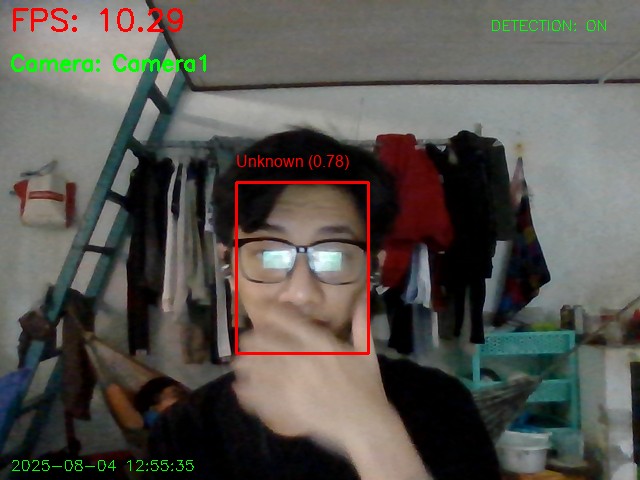 FPS: 10.29
DETECTION: ON
Camera: Camera1
Unknown (0.78)
2025-08-04 12:55:35